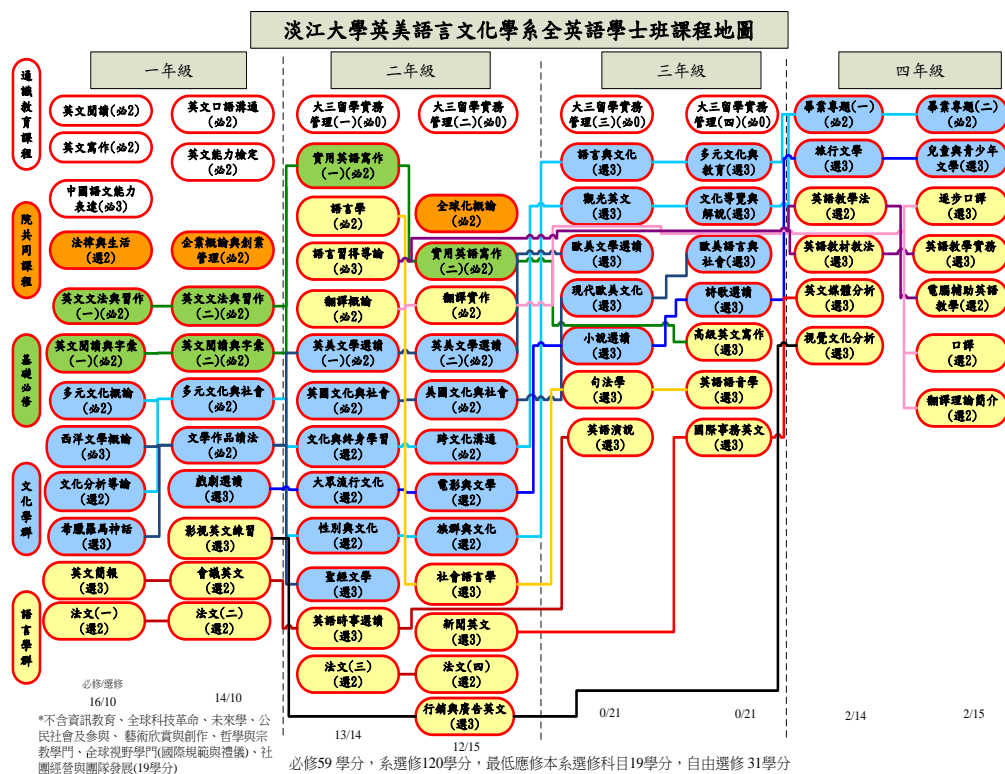 淡江大學英美語言文化學系全英語學士班課程地圖
一年級
二年級
三年級
四年級
通識教育課程
院共同課程
基礎必修
文化學群
語言學群
英文閱讀(必2)
英文寫作(必2)
中國語文能力
表達(必3)
法律與生活
(選2)
英文文法與習作
(一)(必2)
英文閱讀與字彙
(一)(必2)
多元文化概論
(必2)
西洋文學概論
(必3)
文化分析導論
(選2)
希臘羅馬神話
(選3)
英文簡報
(選3)
法文(一)
(選2)
必修/選修
16/10
英文口語溝通
(必2)
英文能力檢定
(必2)
企業概論與創業
管理(必2)
英文文法與習作
(二)(必2)
英文閱讀與字彙
(二)(必2)
多元文化與社會
(必2)
文學作品讀法
(必2)
戲劇選讀
(選3)
影視英文練習
(選3)
會議英文
(選2)
法文(二)
(選2)
14/10
*不含資訊教育、全球科技革命、未來學、公
民社會及參與、 藝術欣賞與創作、哲學與宗
教學門、全球視野學門(國際規範與禮儀)、社
團經營與團隊發展(19學分)
大三留學實務
管理(一)(必0)
實用英語寫作
(一)(必2)
語言學
(必2)
語言習得導論
(必3)
翻譯概論
(必2)
英美文學選讀
(一)(必2)
英國文化與社會
(必2)
文化與終身學習
(選2)
大眾流行文化
(選2)
性別與文化
(選2)
聖經文學
(選3)
英語時事選讀
(選3)
法文(三)
(選2)
13/14
大三留學實務
管理(二)(必0)
全球化概論
(必2)
實用英語寫作
(二)(必2)
翻譯實作
(必2)
英美文學選讀
(二)(必2)
美國文化與社會
(必2)
跨文化溝通
(選2)
電影與文學
(選2)
族群與文化
(選2)
社會語言學
(選3)
新聞英文
(選3)
法文(四)
(選2)
行銷與廣告英文
(選3)
12/15
大三留學實務
管理(三)(必0)
語言與文化
(選3)
觀光英文
(選3)
歐美文學選讀
(選3)
現代歐美文化
(選3)
小說選讀
(選3)
句法學
(選3)
英語演說
(選3)
0/21
大三留學實務
管理(四)(必0)
多元文化與
教育(選3)
文化導覽與
解說(選3)
歐美語言與
社會(選3)
詩歌選讀
(選3)
高級英文寫作
(選3)
英語語音學
(選3)
國際事務英文
(選3)
0/21
畢業專題(一)
(必2)
旅行文學
(選3)
英語教學法
(選2)
英語教材教法
(選3)
英文媒體分析
(選3)
視覺文化分析
(選3)
2/14
畢業專題(二)
(必2)
兒童與青少年
文學(選3)
逐步口譯
(選3)
英語教學實務
(選3)
電腦輔助英語
教學(選2)
口譯
(選2)
翻譯理論簡介
(選2)
2/15
必修59 學分，系選修120學分，最低應修本系選修科目19學分，自由選修 31學分